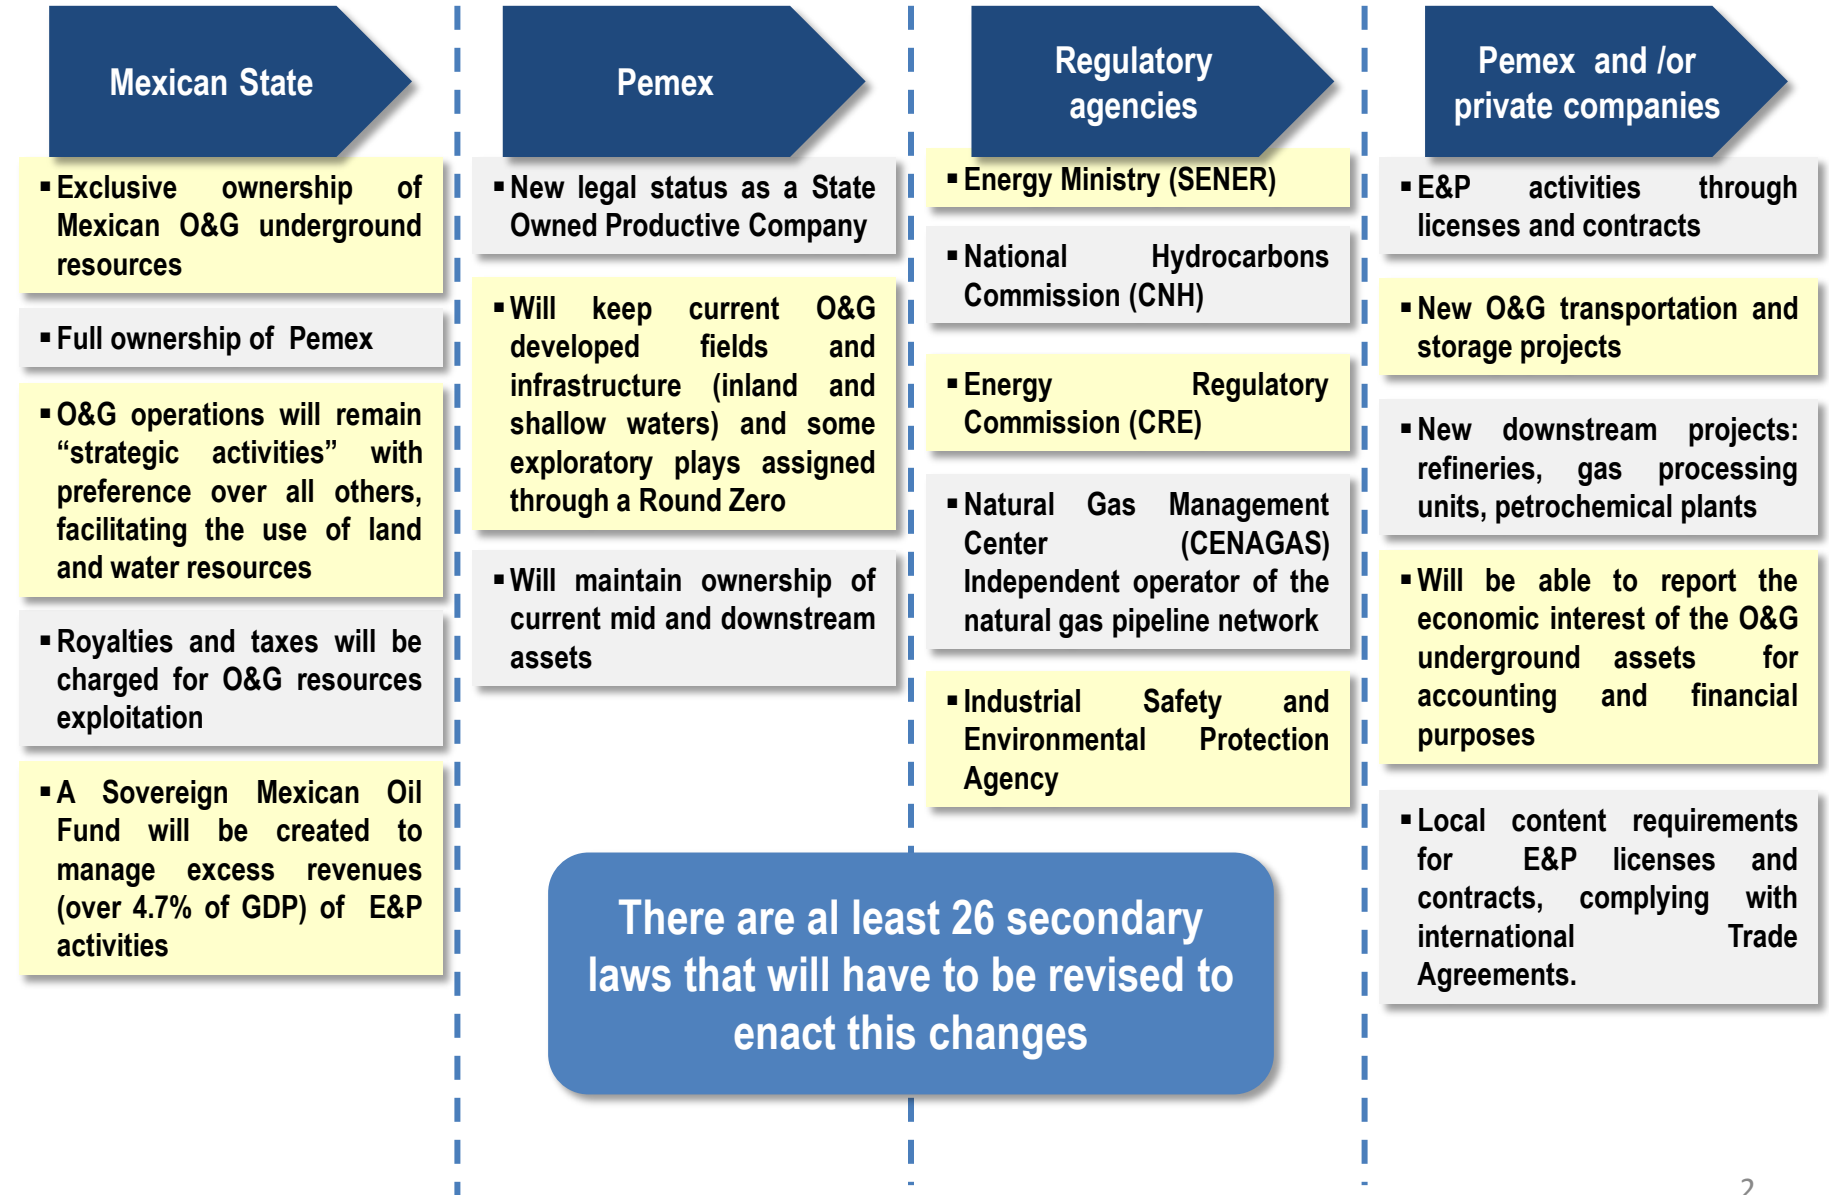 Mexican State
▪Exclusive ownership of
Mexican O&G underground
resources
▪Full ownership of Pemex
▪O&G operations will remain
“strategic activities” with
preference over all others,
facilitating the use of land
and water resources
▪Royalties and taxes will be
charged for O&G resources
exploitation
▪A Sovereign Mexican Oil
Fund will be created to
manage excess revenues
(over 4.7% of GDP) of E&P
activities
Pemex
▪New legal status as a State
Owned Productive Company
▪Will keep current O&G
developed fields and
infrastructure (inland and
shallow waters) and some
exploratory plays assigned
through a Round Zero
▪Will maintain ownership of
current mid and downstream
assets
Regulatory
agencies
▪Energy Ministry (SENER)
▪National Hydrocarbons
Commission (CNH)
▪Energy Regulatory
Commission (CRE)
▪Natural Gas Management
Center (CENAGAS)
Independent operator of the
natural gas pipeline network
▪Industrial Safety and
Environmental Protection
Agency
Pemex and /or
private companies
▪E&P activities through
licenses and contracts
▪New O&G transportation and
storage projects
▪New downstream projects:
refineries, gas processing
units, petrochemical plants
▪Will be able to report the
economic interest of the O&G
underground assets for
accounting and financial
purposes
▪Local content requirements
for E&P licenses and
contracts, complying with
international Trade
Agreements.
There are al least 26 secondary
laws that will have to be revised to
enact this changes
2